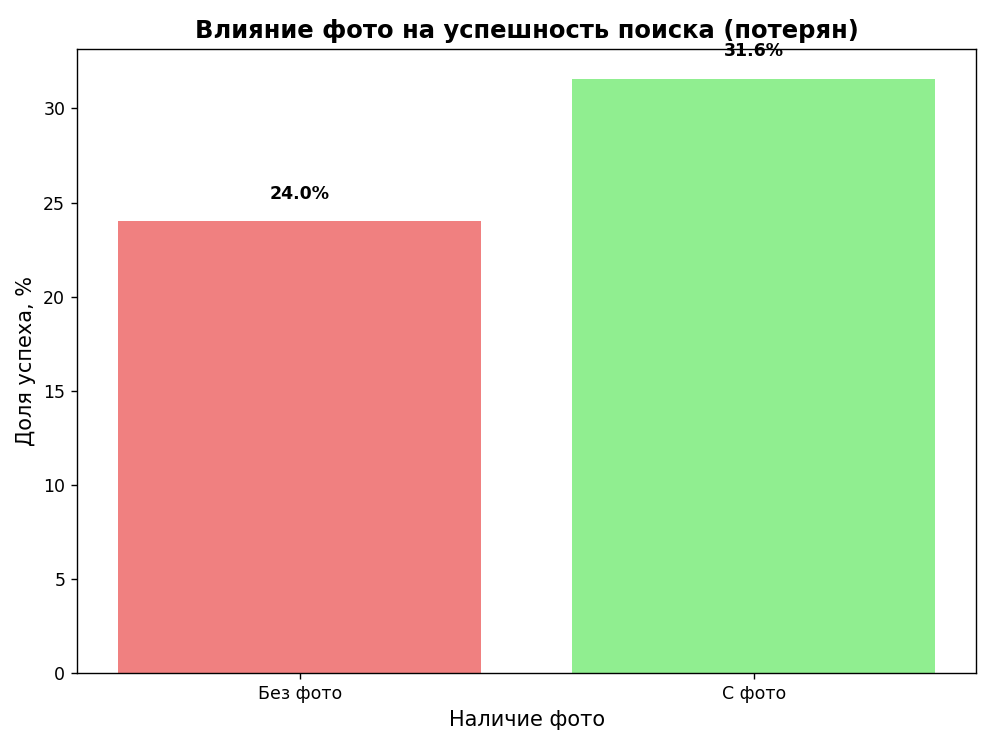 Влияние фото на успешность поиска (потерян)
31.6%
24.0%
30
25
20
15
10
5
0
Доля успеха, %
Без фото
С фото
Наличие фото